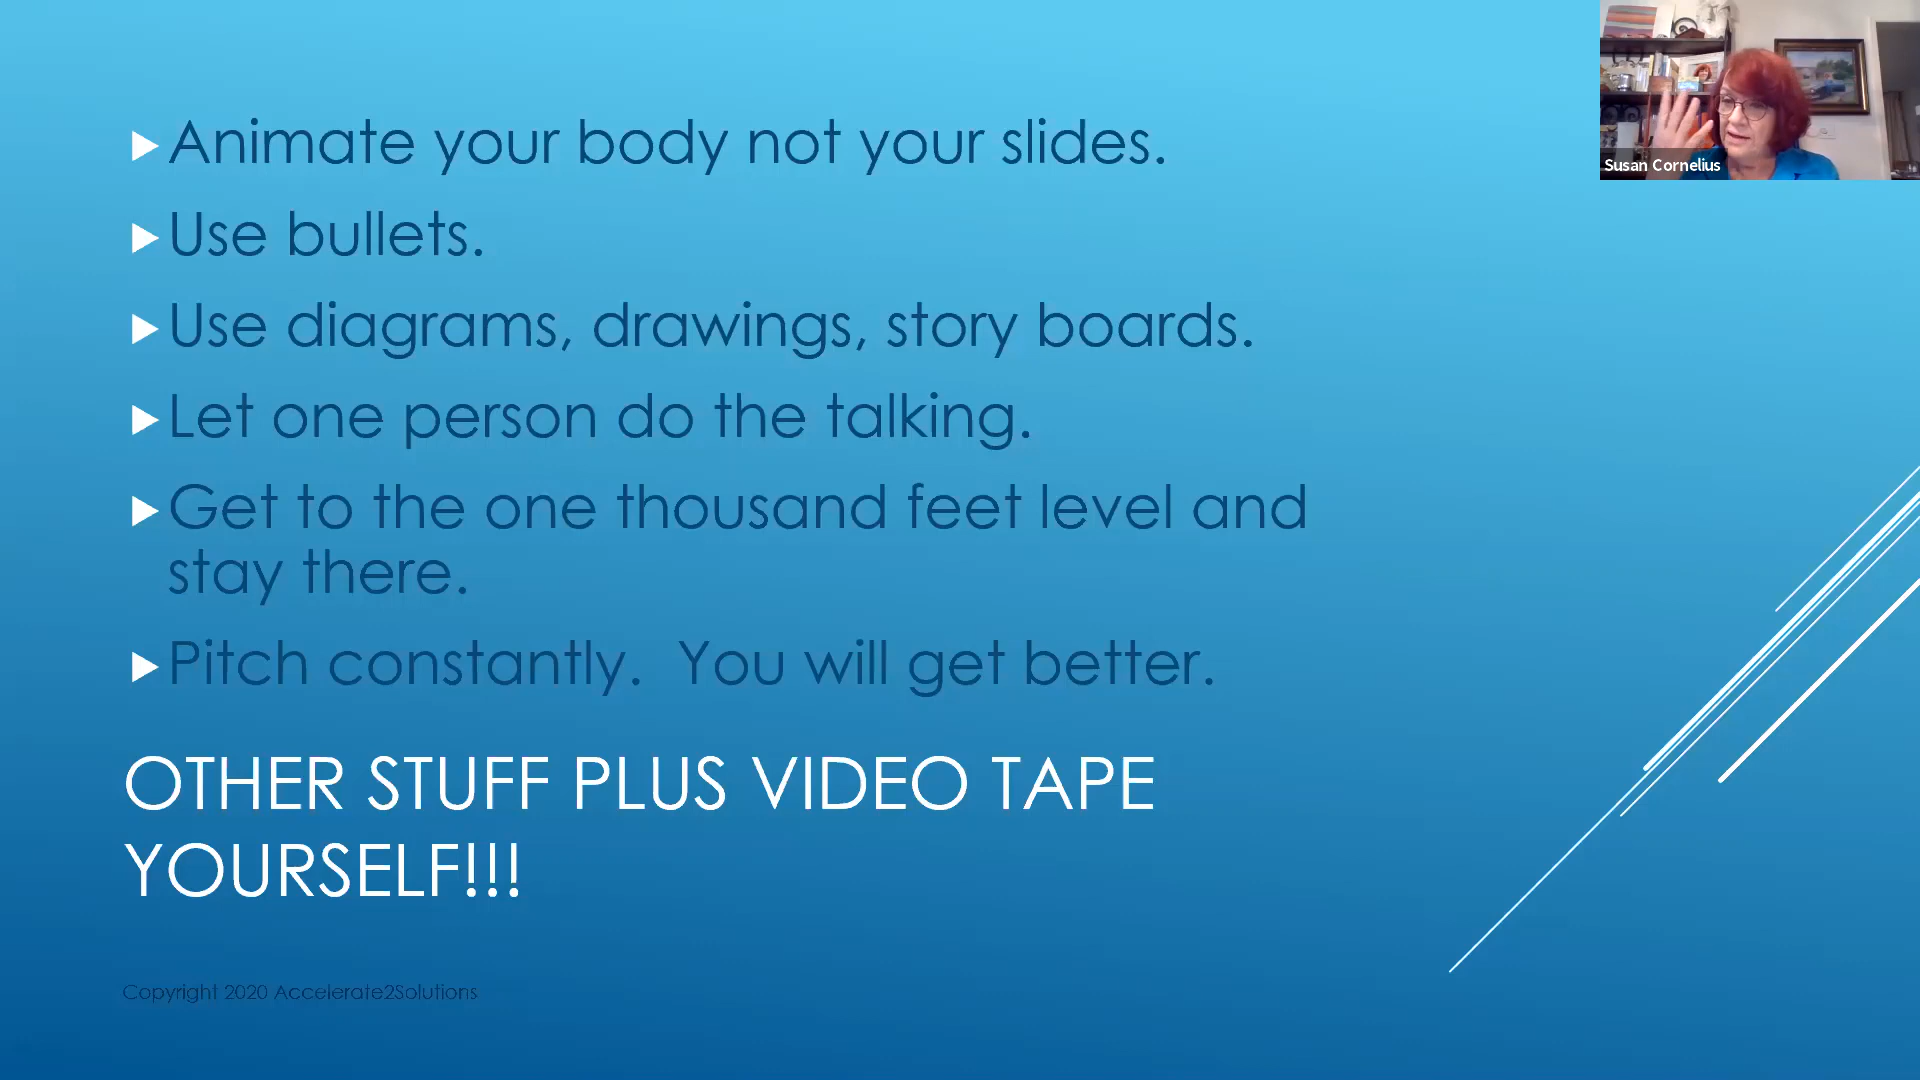 Animate your body not your slides.
Use bullets.
Use diagrams, drawings, story boards.
Let one person do the talking.
Get to the one thousand feet level and
stay there.
Pitch constantly.  You will get better.
OTHER STUFF PLUS VIDEO TAPE
YOURSELF!!!
Copyright 2020 Accelerate2Solutions
Susan Cornelius